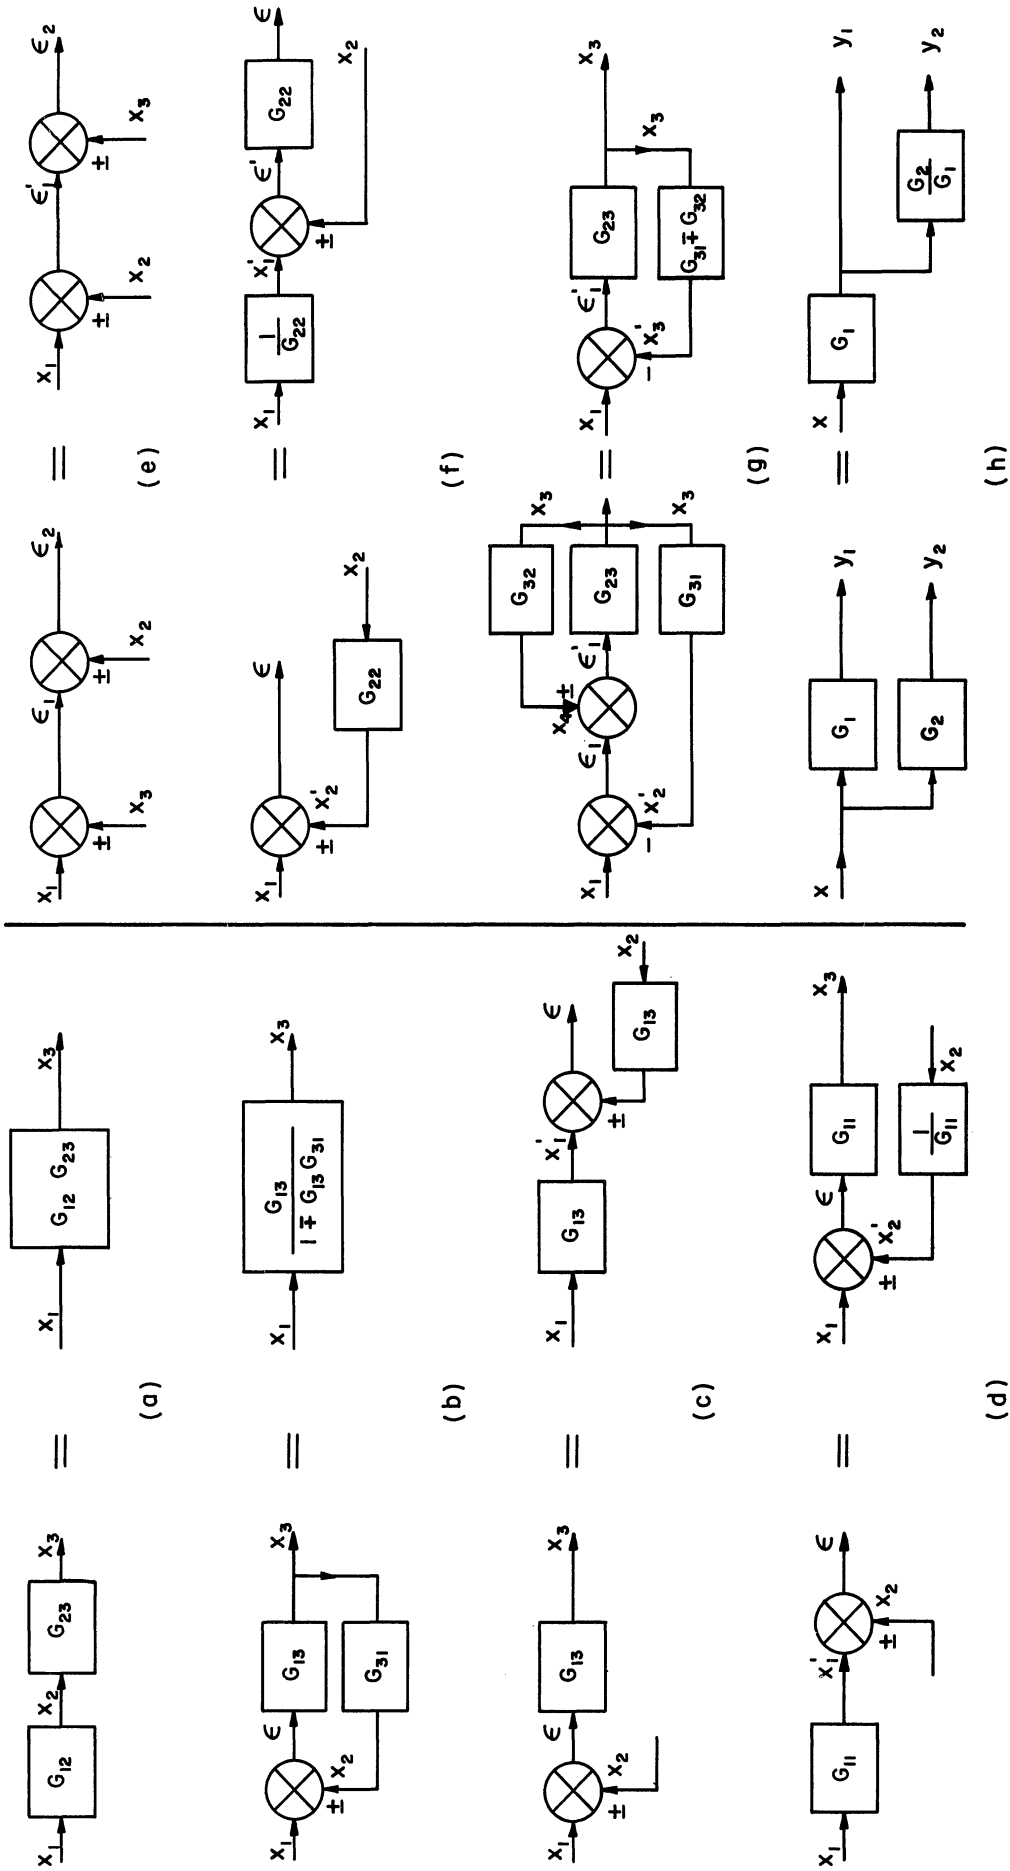 x₁ G₁₂ x₂ G₂₃ x₃ = x₁ G₁₂ G₂₃ x₃
(a)
x₁ ± ϵ G₁₃ x₃ x₂ G₃₁ = x₁ G₁₃ / 1 ∓ G₁₃ G₃₁ x₃
(b)
x₁ ± ϵ G₁₃ x₃ x₂ = x₁ G₁₃ x₁' ± ϵ G₁₃ x₂
(c)
x₁ G₁₁ x₁' ± x₂ ϵ = x₁ ± x₂' ϵ G₁₁ x₃ 1/G₁₁ x₂
(d)
x₁ ± x₃ ϵ₁ ± x₂ ϵ₂ = x₁ ± x₂ ϵ₁' ± x₃ ϵ₂
(e)
x₁ ± x₂' ϵ G₂₂ x₂ = x₁ 1/G₂₂ x₁' ± ϵ' G₂₂ ϵ x₂
(f)
x₁ - x₂' ϵ₁ x₄ ± ϵ₁' G₃₂ G₂₃ G₃₁ x₃ x₃ = x₁ - x₃' ϵ₁' G₂₃ G₃₁ ∓ G₃₂ x₃ x₃
(g)
x G₁ y₁ G₂ y₂ = x G₁ y₁ G₂/G₁ y₂
(h)